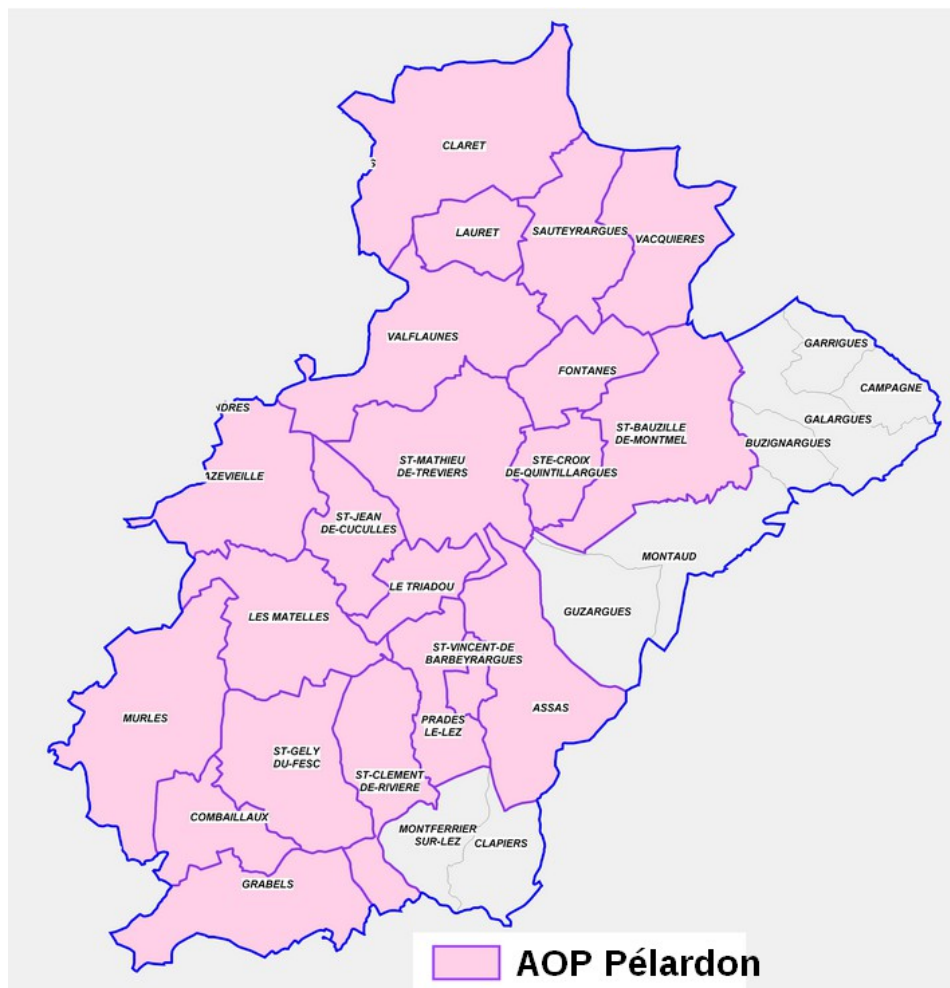 CLARET
LAURET
SAUTEYRARGUES
VACQUIERES
VALFLAUNES
GARRIGUES
FONTANES
CAMPAGNE
NDRES
GALARGUES
ST-BAUZILLE
DE-MONTMEL
BUZIGNARGUES
ST-MATHIEU
DE-TREVIERS
STE-CROIX
DE-QUINTILLARGUES
AZEVIEILLE
ST-JEAN
DE-CUCULLES
MONTAUD
LE TRIADOU
GUZARGUES
LES MATELLES
ST-VINCENT-DE
BARBEYRARGUES
ASSAS
MURLES
PRADES
LE-LEZ
ST-GELY
DU-FESC
ST-CLEMENT
DE-RIVIERE
COMBAILLAUX
MONTFERRIER
SUR-LEZ
CLAPIERS
GRABELS
AOP Pélardon